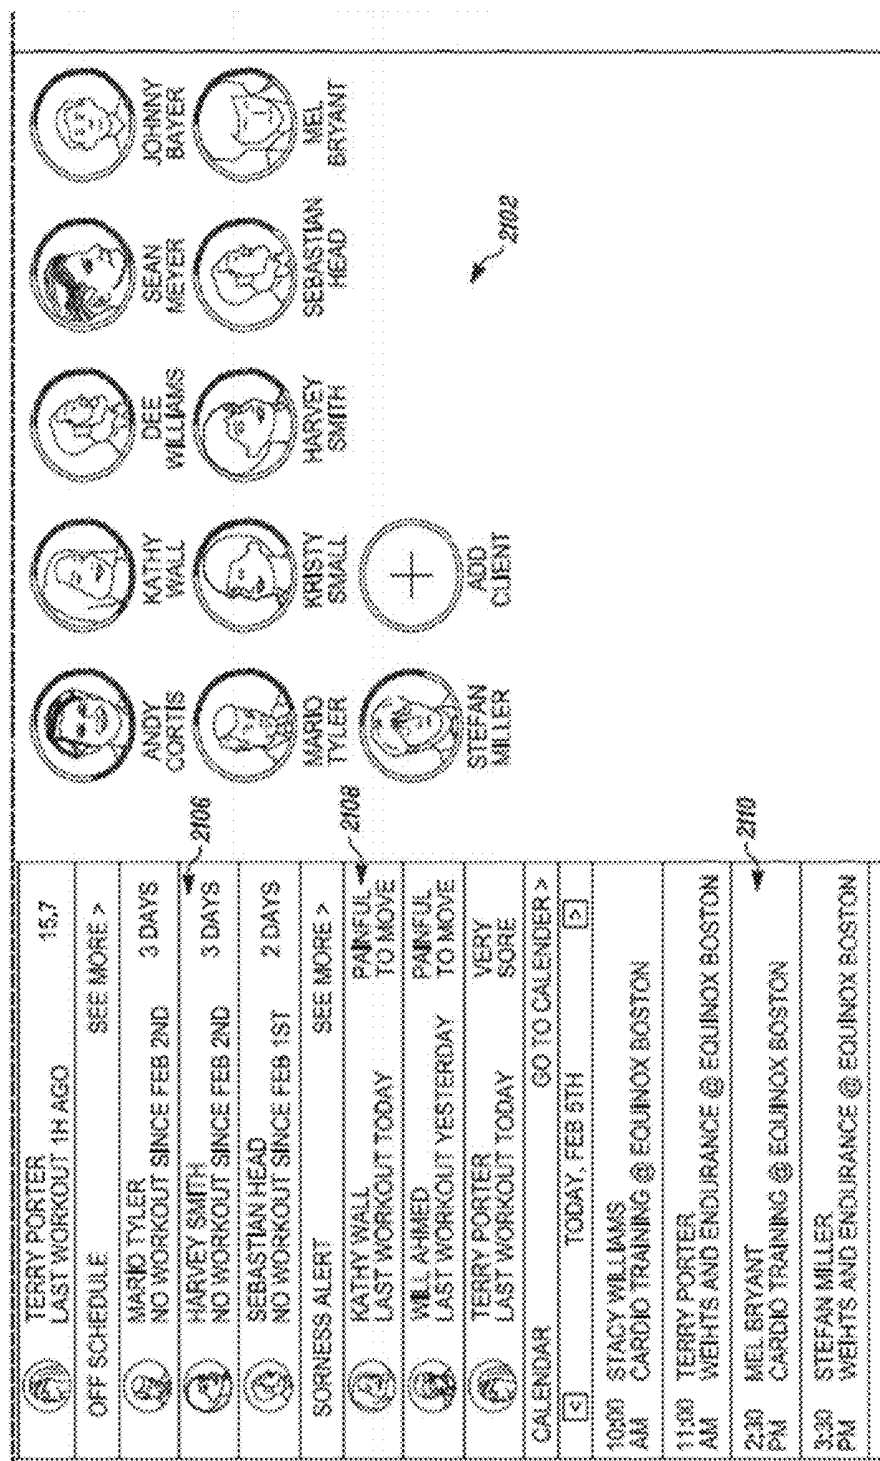 TERRY PORTER
LAST WORKOUT 1H AGO
15.7
OFF SCHEDULE
SEE MORE >
MARIO TYLER
NO WORKOUT SINCE FEB 2ND
3 DAYS
HARVEY SMITH
NO WORKOUT SINCE FEB 2ND
3 DAYS
SEBASTIAN HEAD
NO WORKOUT SINCE FEB 1ST
2 DAYS
SORNESS ALERT
SEE MORE >
KATHY WALL
LAST WORKOUT TODAY
PAINFUL
TO MOVE
WILL AHMED
LAST WORKOUT YESTERDAY
PAINFUL
TO MOVE
TERRY PORTER
LAST WORKOUT TODAY
VERY
SORE
CALENDAR
GO TO CALENDER >
<
TODAY, FEB 5TH
>
10:00
AM
STACY WILLIAMS
CARDIO TRAINING @ EQUINOX BOSTON
11:00
AM
TERRY PORTER
WEIHTS AND ENDURANCE @ EQUINOX BOSTON
2:30
PM
MEL BRYANT
CARDIO TRAINING @ EQUINOX BOSTON
3:30
PM
STEFAN MILLER
WEIHTS AND ENDURANCE @ EQUINOX BOSTON
2106
2108
2110
ANDY
CORTIS
KATHY
WALL
DEE
WILLIAMS
SEAN
MEYER
JOHNNY
BAYER
MARIO
TYLER
KRISTY
SMALL
HARVEY
SMITH
SEBASTIAN
HEAD
MEL
BRYANT
STEFAN
MILLER
+
ADD
CLIENT
2102